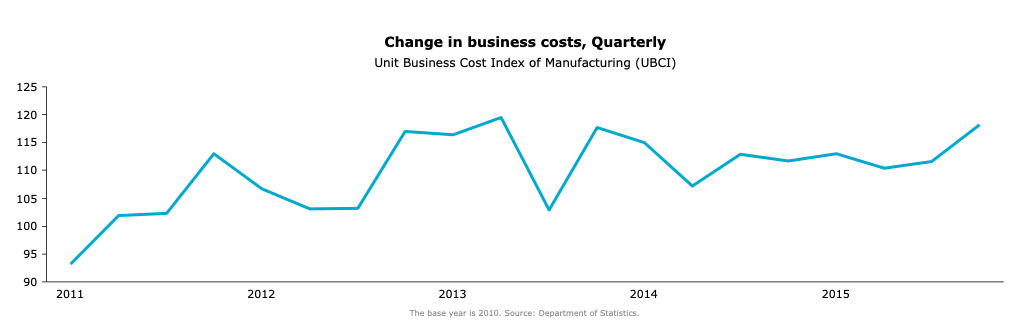 Change in business costs, Quarterly
Unit Business Cost Index of Manufacturing (UBCI)
125
120
115
110
105
100
95
90
2011 2012 2013 2014 2015
The base year is 2010. Source: Department of Statistics.